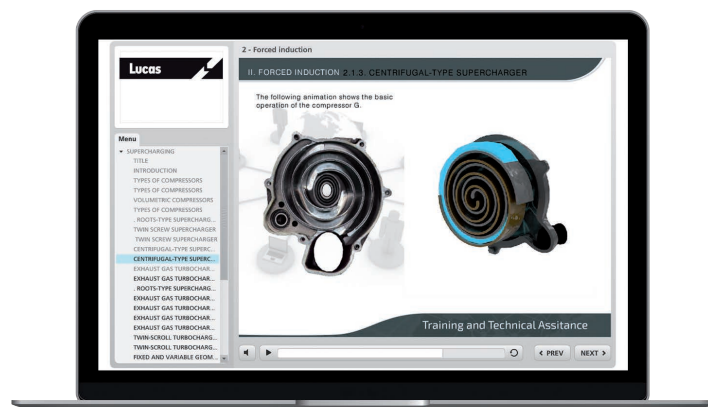 2 - Forced induction
Lucas
II. FORCED INDUCTION 2.1.3. CENTRIFUGAL-TYPE SUPERCHARGER
The following animation shows the basic
operation of the compressor G.
Menu
SUPERCHARGING
TITLE
INTRODUCTION
TYPES OF COMPRESSORS
TYPES OF COMPRESSORS
VOLUMETRIC COMPRESSORS
TYPES OF COMPRESSORS
. ROOTS-TYPE SUPERCHARG...
TWIN SCREW SUPERCHARGER
TWIN SCREW SUPERCHARGER
CENTRIFUGAL-TYPE SUPERC...
CENTRIFUGAL-TYPE SUPERC...
EXHAUST GAS TURBOCHAR...
EXHAUST GAS TURBOCHAR...
. ROOTS-TYPE SUPERCHARG...
EXHAUST GAS TURBOCHAR...
EXHAUST GAS TURBOCHAR...
EXHAUST GAS TURBOCHAR...
EXHAUST GAS TURBOCHAR...
TWIN-SCROLL TURBOCHARG...
TWIN-SCROLL TURBOCHARG...
FIXED AND VARIABLE GEOM...
Training and Technical Assitance
PREV
NEXT